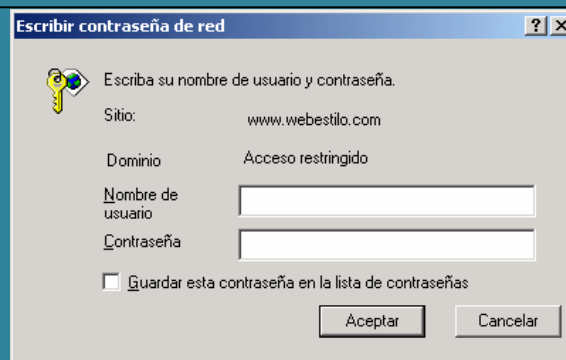 Escribir contraseña de red
Escriba su nombre de usuario y contraseña.
Sitio: www.webestilo.com
Dominio Acceso restringido
Nombre de
usuario
Contraseña
Guardar esta contraseña en la lista de contraseñas
Aceptar Cancelar